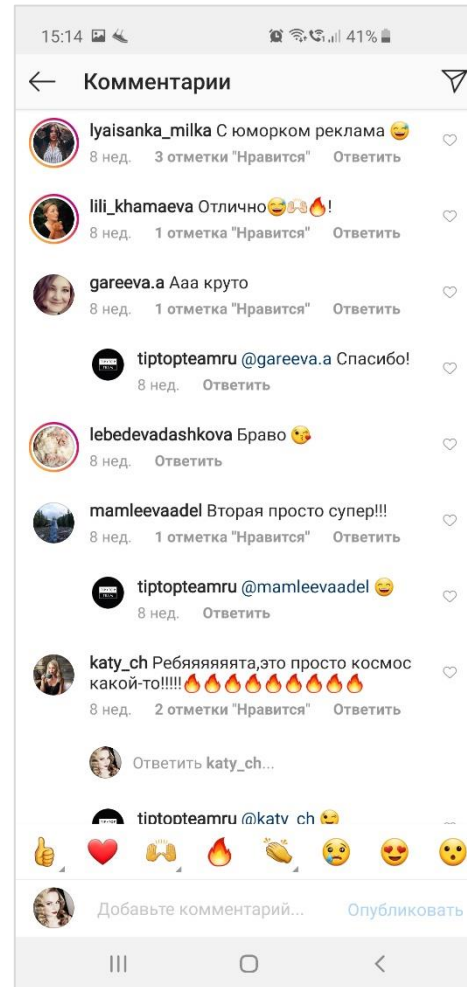 15:14 41%
Комментарии
lyaisanka_milka С юморком реклама😅
8 нед. 3 отметки "Нравится" Ответить
lili_khamaeva Отлично😅🙌🏻🔥!
8 нед. 1 отметка "Нравится" Ответить
gareeva.a Ааа круто
8 нед. 1 отметка "Нравится" Ответить
tiptopteamru @gareeva.a Спасибо!
8 нед. Ответить
lebedevadashkova Браво 😘
8 нед. Ответить
mamleevaadel Вторая просто супер!!!
8 нед. 1 отметка "Нравится" Ответить
tiptopteamru @mamleevaadel 😄
8 нед. Ответить
katy_ch Ребяяяяяята,это просто космос
какой-то!!!!!🔥🔥🔥🔥🔥🔥🔥🔥🔥
8 нед. 2 отметки "Нравится" Ответить
Ответить katy_ch...
tiptopteamru @katy_ch 😉
Добавьте комментарий... Опубликовать